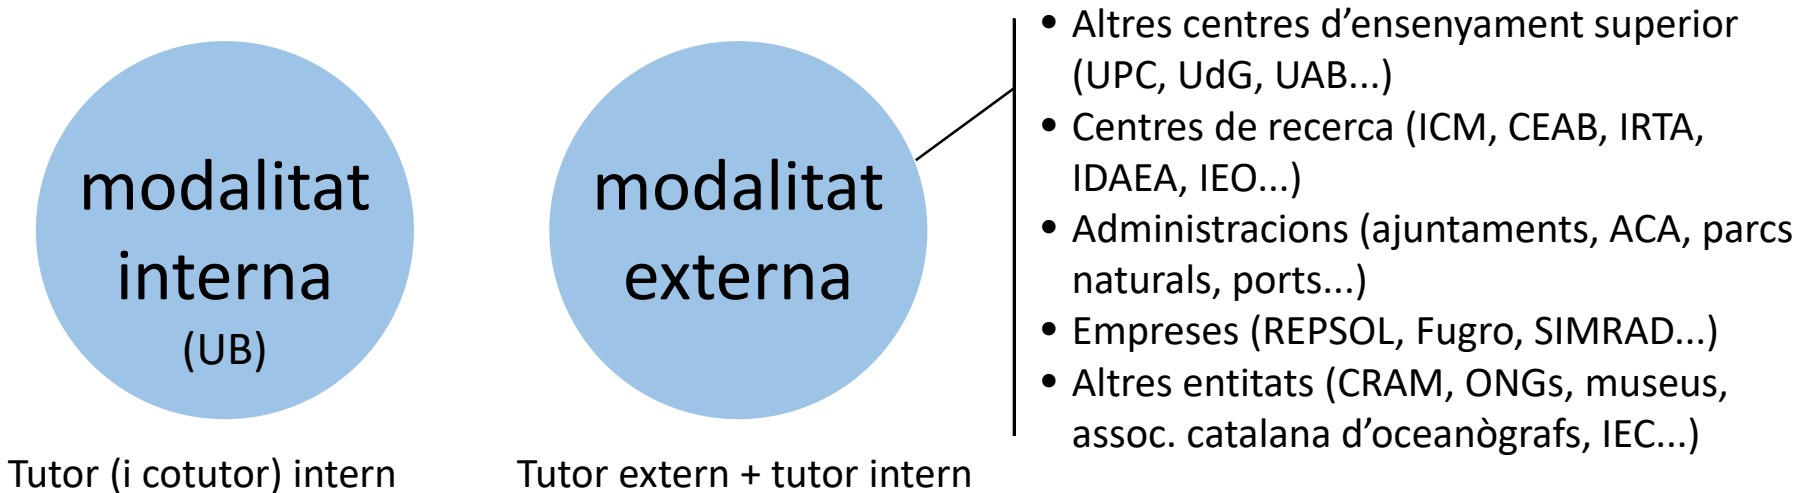 modalitat
interna
(UB)
Tutor (i cotutor) intern
modalitat
externa
Tutor extern + tutor intern
• Altres centres d’ensenyament superior
(UPC, UdG, UAB...)
• Centres de recerca (ICM, CEAB, IRTA,
IDAEA, IEO...)
• Administracions (ajuntaments, ACA, parcs
naturals, ports...)
• Empreses (REPSOL, Fugro, SIMRAD...)
• Altres entitats (CRAM, ONGs, museus,
assoc. catalana d’oceanògrafs, IEC...)